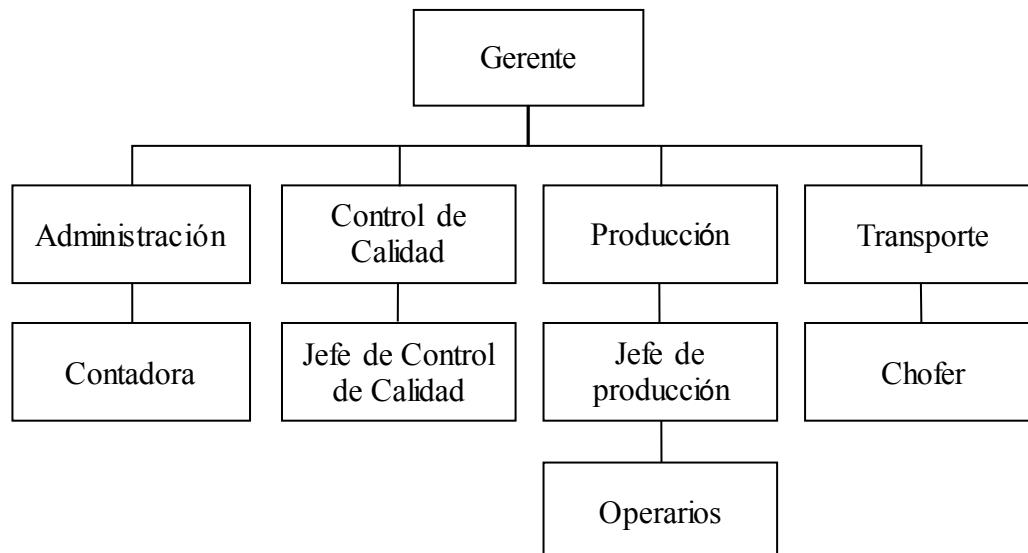 Gerente
Administración
Control de
Calidad
Producción
Transporte
Contadora
Jefe de Control
de Calidad
Jefe de
producción
Chofer
Operarios